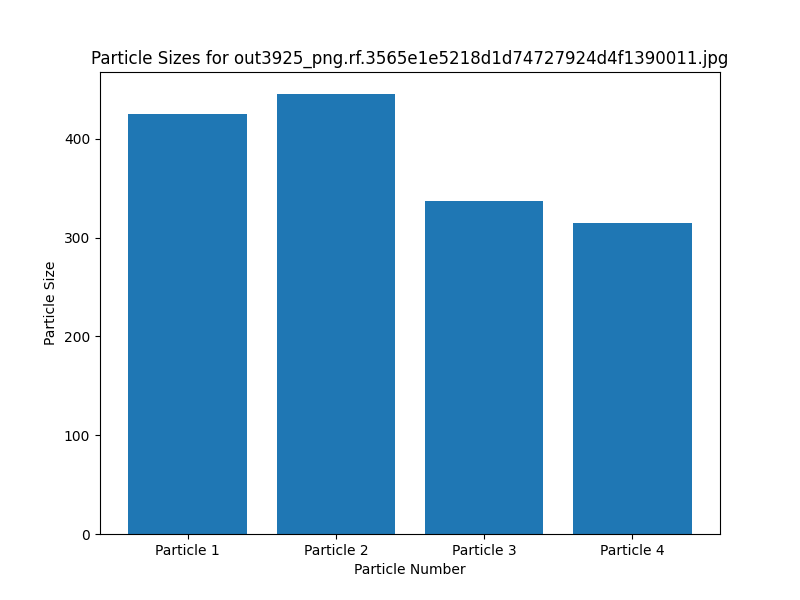 Particle Sizes for out3925_png.rf.3565e1e5218d1d74727924d4f1390011.jpg
400
300
200
100
0
Particle Size
Particle 1 Particle 2 Particle 3 Particle 4
Particle Number